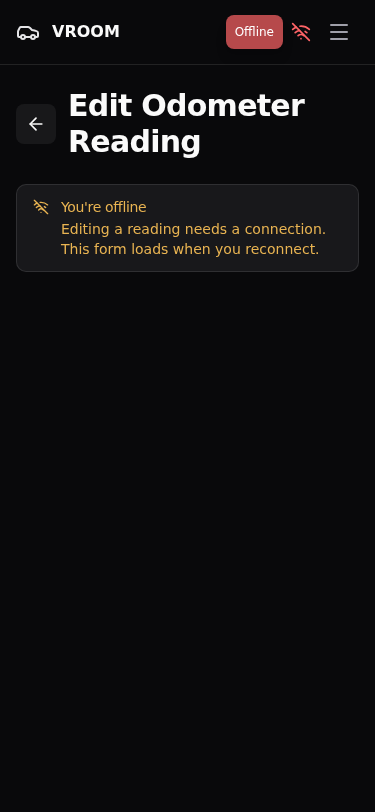 VROOM
Offline
Edit Odometer
Reading
You're offline
Editing a reading needs a connection.
This form loads when you reconnect.